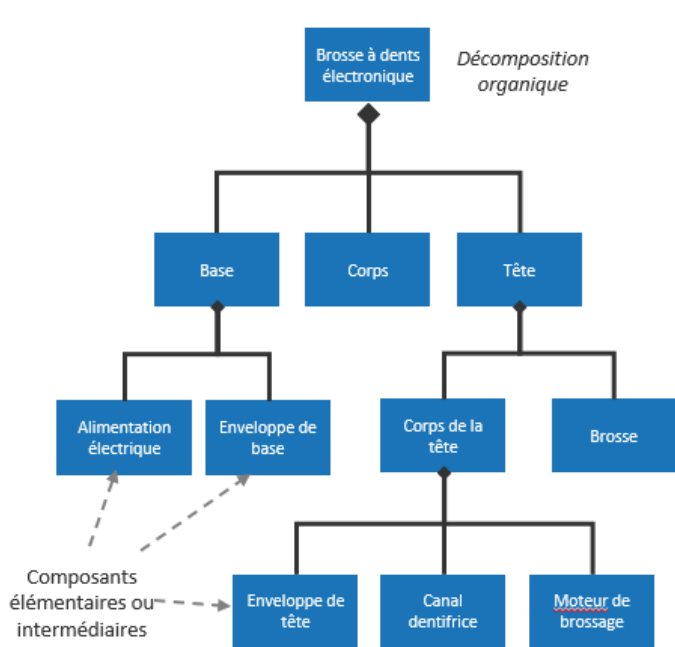 Brosse à dents
électronique
Décomposition
organique
Base
Corps
Tête
Alimentation
électrique
Enveloppe de
base
Corps de la
tête
Brosse
Composants
élémentaires ou
intermédiaires
Enveloppe de
tête
Canal
dentifrice
Moteur de
brossage